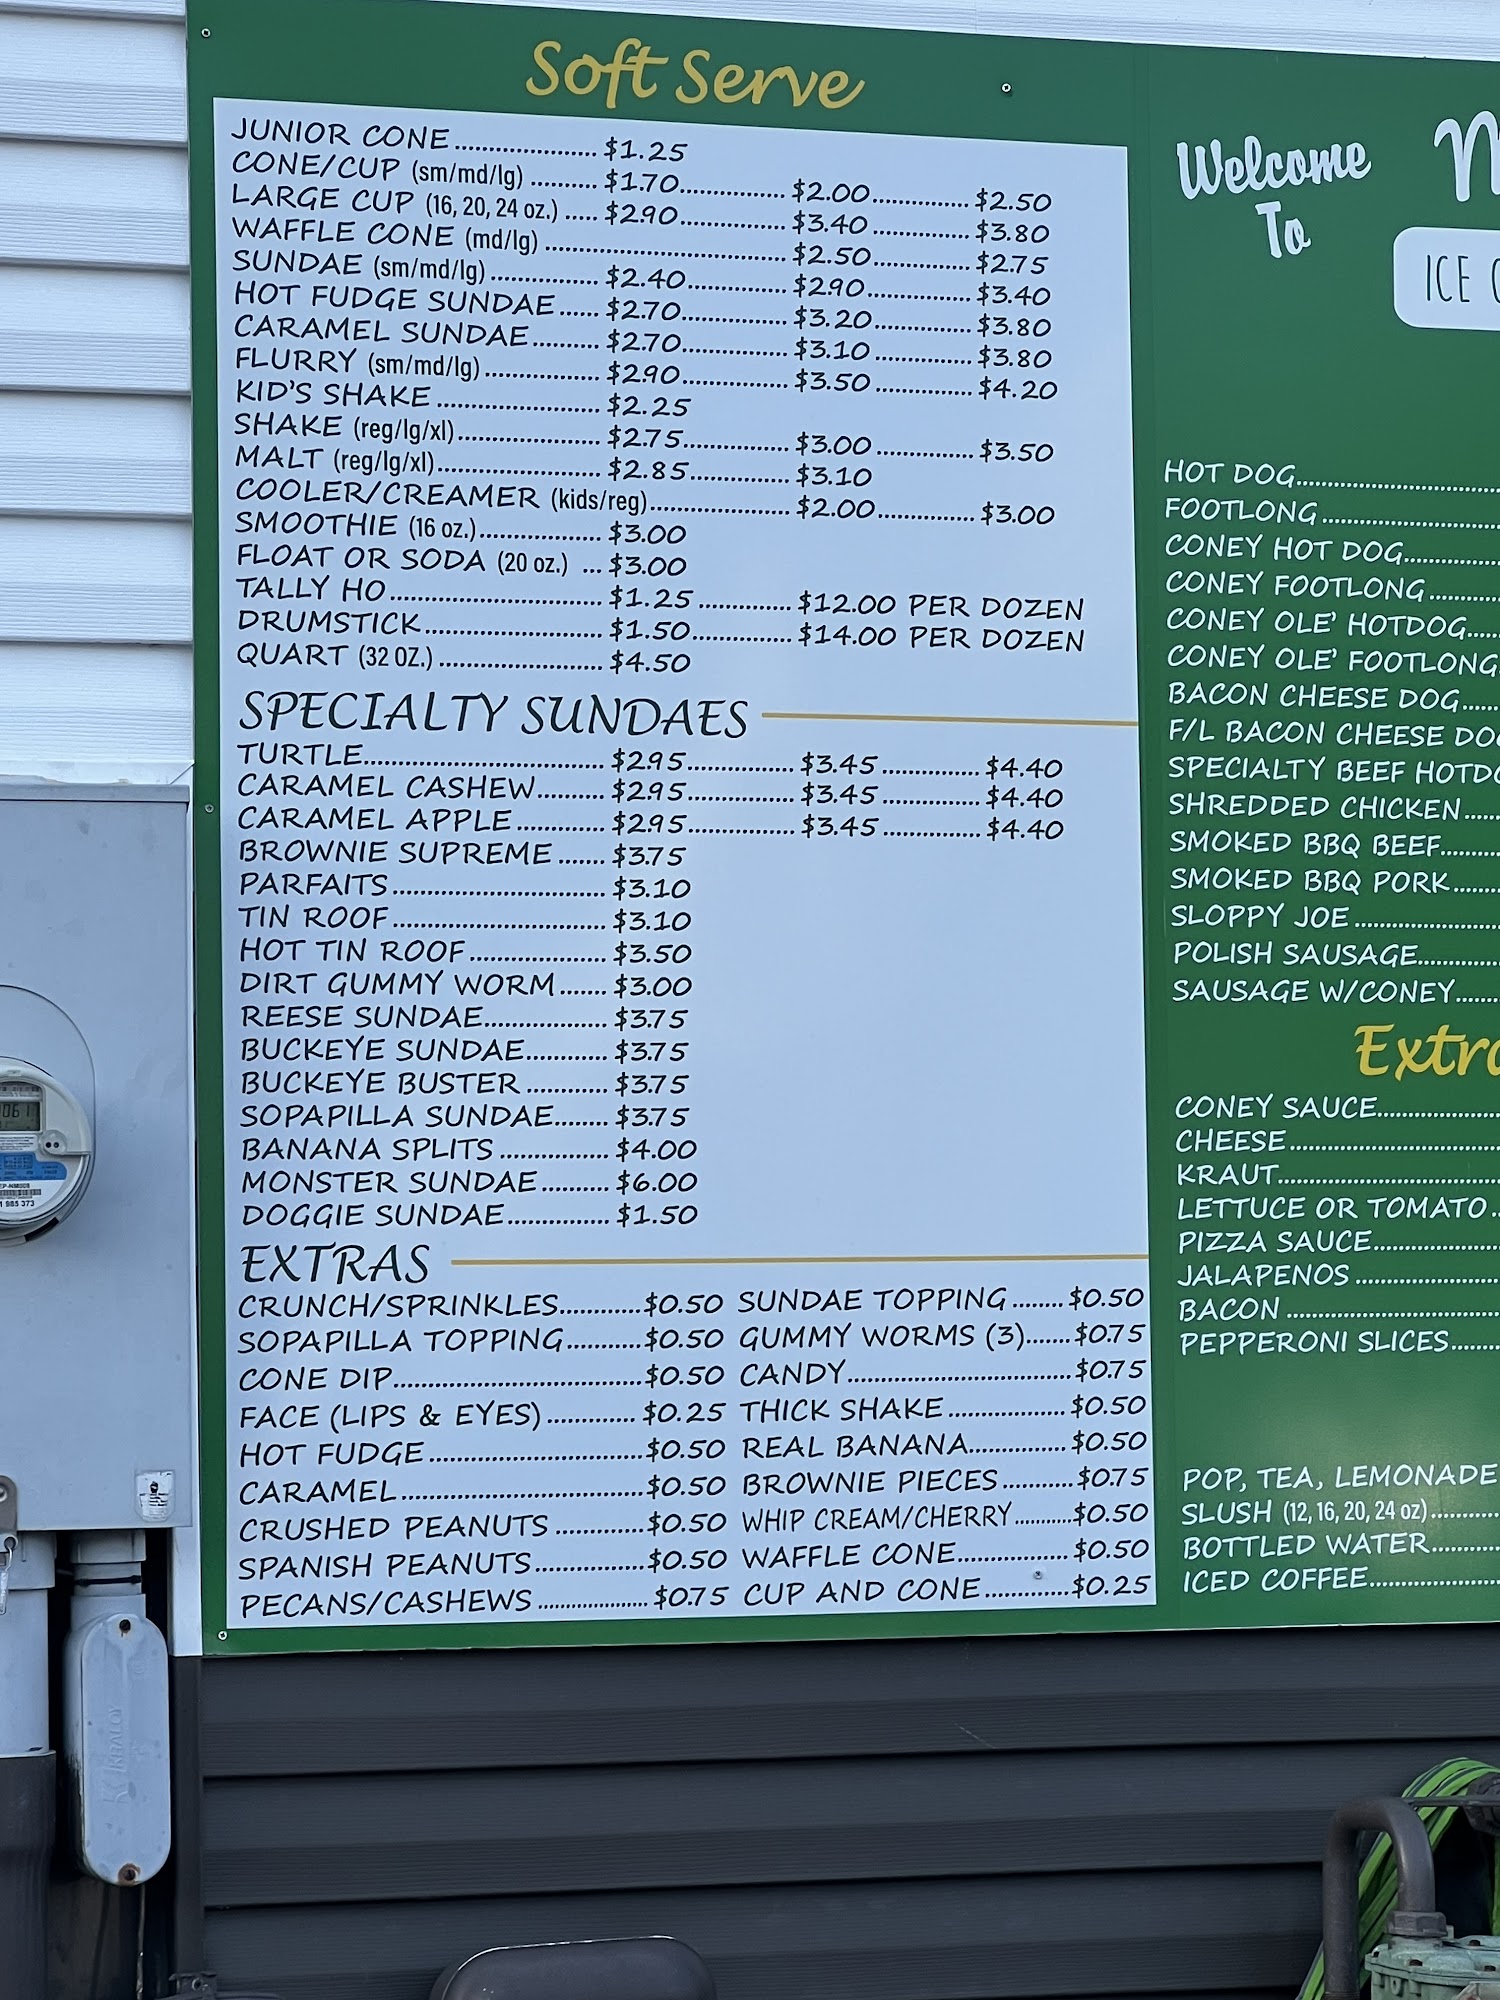 Soft Serve
JUNIOR CONE $1.25
CONE/CUP (sm/md/lg) $1.70 $2.00 $2.50
LARGE CUP (16, 20, 24 oz.) $2.90 $3.40 $3.80
WAFFLE CONE (md/lg) $2.50 $2.75
SUNDAE (sm/md/lg) $2.40 $2.90 $3.40
HOT FUDGE SUNDAE $2.70 $3.20 $3.80
CARAMEL SUNDAE $2.70 $3.10 $3.80
FLURRY (sm/md/lg) $2.90 $3.50 $4.20
KID'S SHAKE $2.25
SHAKE (reg/lg/xl) $2.75 $3.00 $3.50
MALT (reg/lg/xl) $2.85 $3.10
COOLER/CREAMER (kids/reg) $2.00 $3.00
SMOOTHIE (16 oz.) $3.00
FLOAT OR SODA (20 oz.) $3.00
TALLY HO $1.25 $12.00 PER DOZEN
DRUMSTICK $1.50 $14.00 PER DOZEN
QUART (32 OZ.) $4.50
SPECIALTY SUNDAES
TURTLE $2.95 $3.45 $4.40
CARAMEL CASHEW $2.95 $3.45 $4.40
CARAMEL APPLE $2.95 $3.45 $4.40
BROWNIE SUPREME $3.75
PARFAITS $3.10
TIN ROOF $3.10
HOT TIN ROOF $3.50
DIRT GUMMY WORM $3.00
REESE SUNDAE $3.75
BUCKEYE SUNDAE $3.75
BUCKEYE BUSTER $3.75
SOPAPILLA SUNDAE $3.75
BANANA SPLITS $4.00
MONSTER SUNDAE $6.00
DOGGIE SUNDAE $1.50
EXTRAS
CRUNCH/SPRINKLES $0.50 SUNDAE TOPPING $0.50
SOPAPILLA TOPPING $0.50 GUMMY WORMS (3) $0.75
CONE DIP $0.50 CANDY $0.75
FACE (LIPS & EYES) $0.25 THICK SHAKE $0.50
HOT FUDGE $0.50 REAL BANANA $0.50
CARAMEL $0.50 BROWNIE PIECES $0.75
CRUSHED PEANUTS $0.50 WHIP CREAM/CHERRY $0.50
SPANISH PEANUTS $0.50 WAFFLE CONE $0.50
PECANS/CASHEWS $0.75 CUP AND CONE $0.25
Welcome
To
ICE
HOT DOG
FOOTLONG
CONEY HOT DOG
CONEY FOOTLONG
CONEY OLE' HOTDOG
CONEY OLE' FOOTLONG
BACON CHEESE DOG
F/L BACON CHEESE DO
SPECIALTY BEEF HOTD
SHREDDED CHICKEN
SMOKED BBQ BEEF
SMOKED BBQ PORK
SLOPPY JOE
POLISH SAUSAGE
SAUSAGE W/CONEY
Extr
CONEY SAUCE
CHEESE
KRAUT
LETTUCE OR TOMATO
PIZZA SAUCE
JALAPENOS
BACON
PEPPERONI SLICES
POP, TEA, LEMONADE
SLUSH (12, 16, 20, 24 oz)
BOTTLED WATER
ICED COFFEE
KRALOY